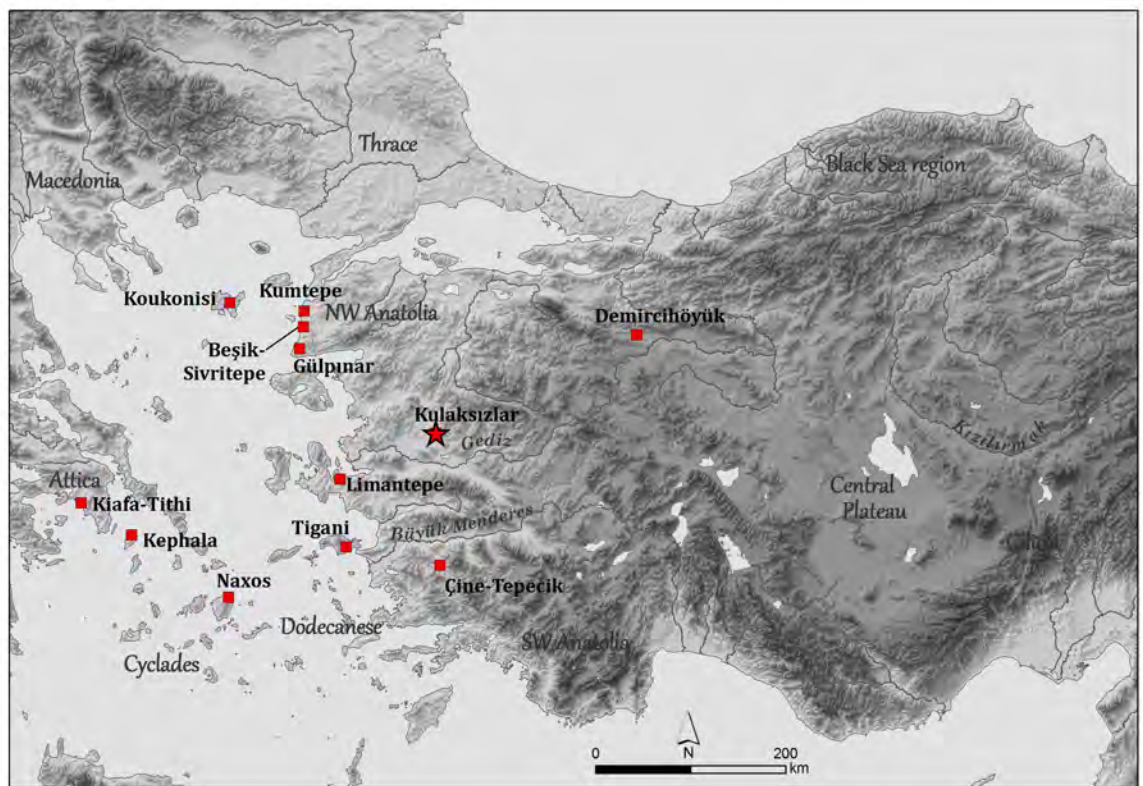 Thrace
Black Sea region
Macedonia
Kumtepe
Koukonisi
NW Anatolia
Demircihöyük
Beşik-
Sivritepe
Gülpınar
Kulaksızlar
Gediz
Kızılırmak
Attica
Limantepe
Central
Plateau
Kiafa-Tithi
Büyük Menderes
Tigani
Kephala
Cilicia
Naxos
Çine-Tepecik
Dodecanese
SW Anatolia
Cyclades
N
0
200
km